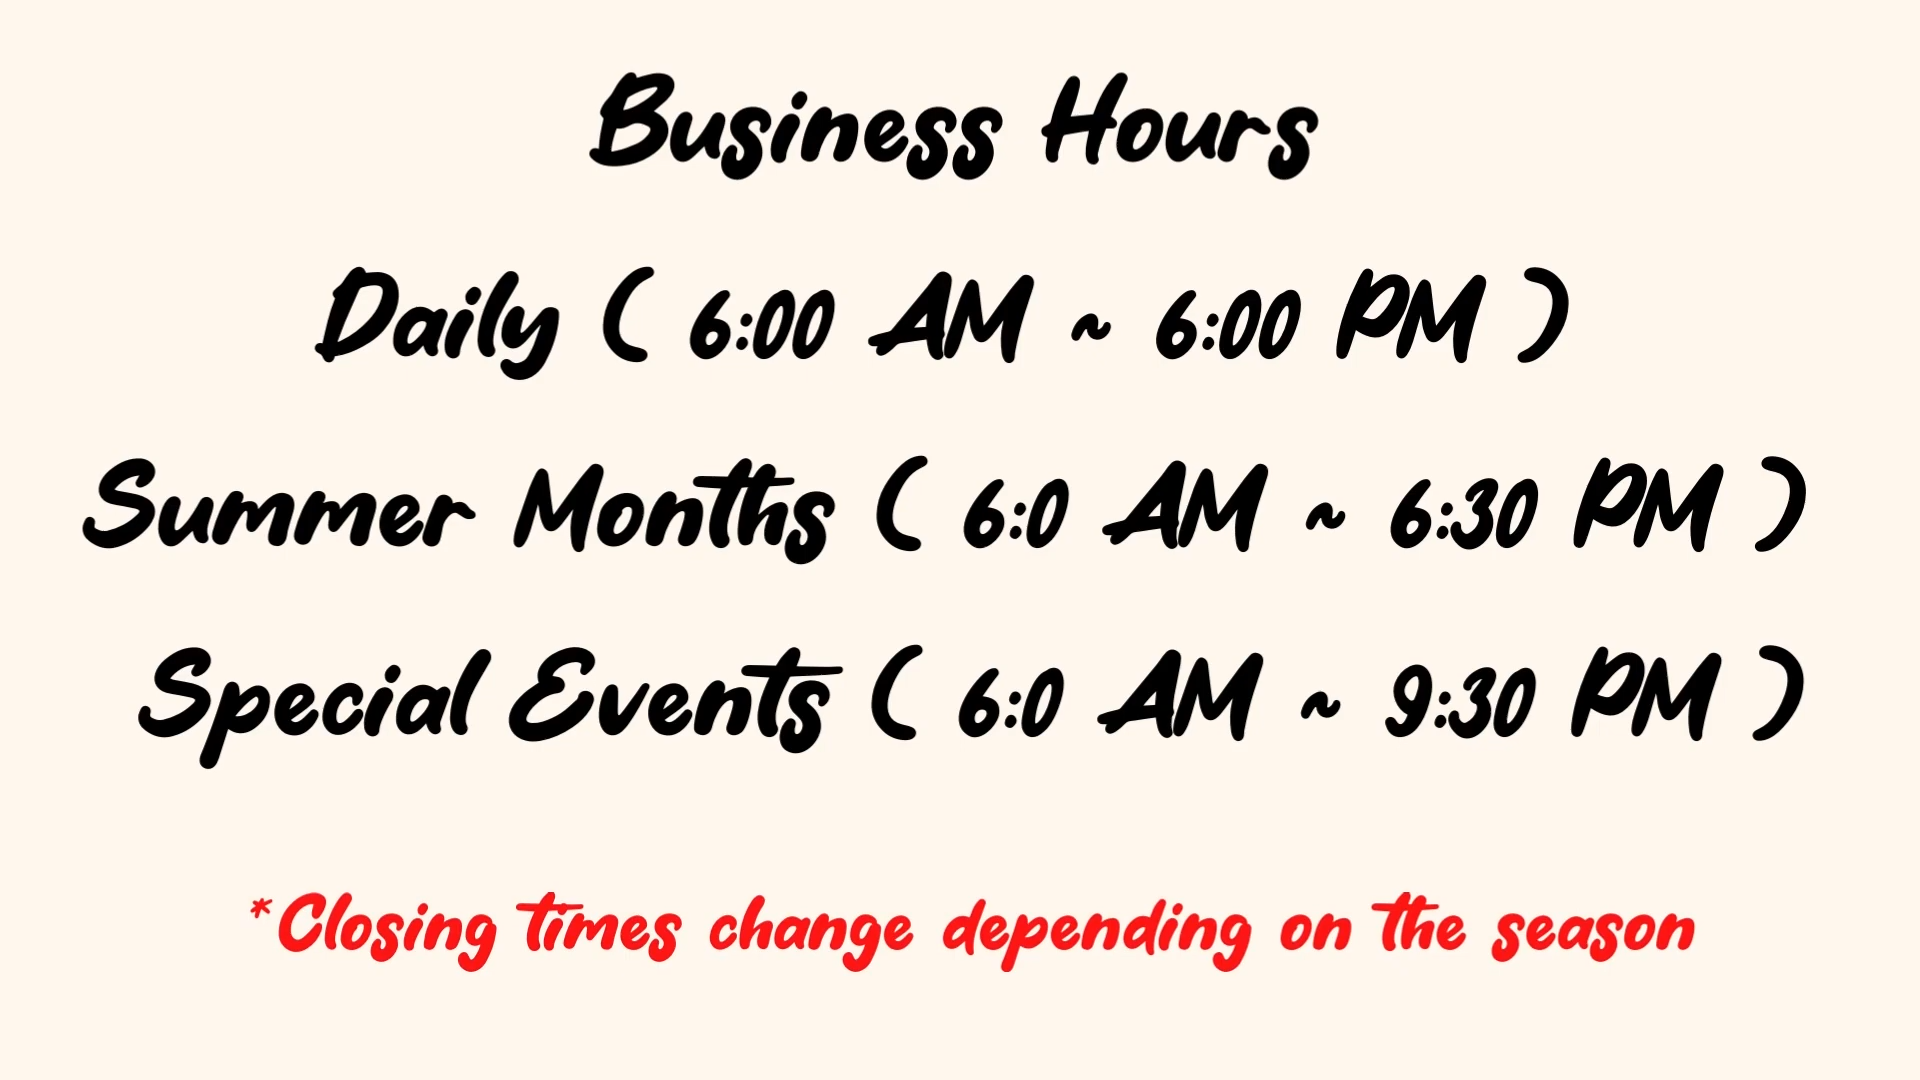 Business Hours
Daily ( 6:00 AM ~ 6:00 PM )
Summer Months ( 6:0 AM ~ 6:30 PM )
Special Events ( 6:0 AM ~ 9:30 PM )
*Closing times change depending on the season